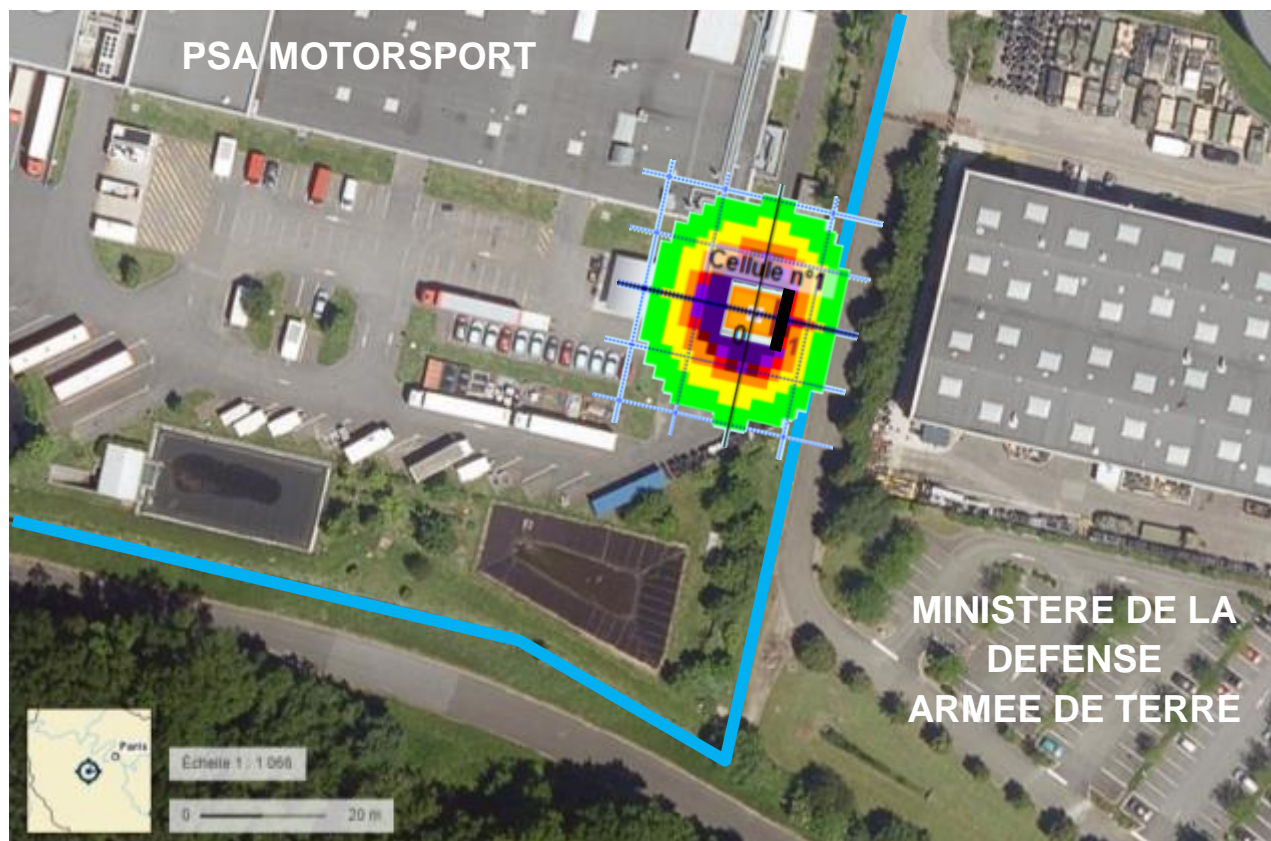 PSA MOTORSPORT
Cellule n°1
0
1
MINISTERE DE LA
DEFENSE
ARMEE DE TERRE
Paris
Échelle 1 : 1 066
0 20 m